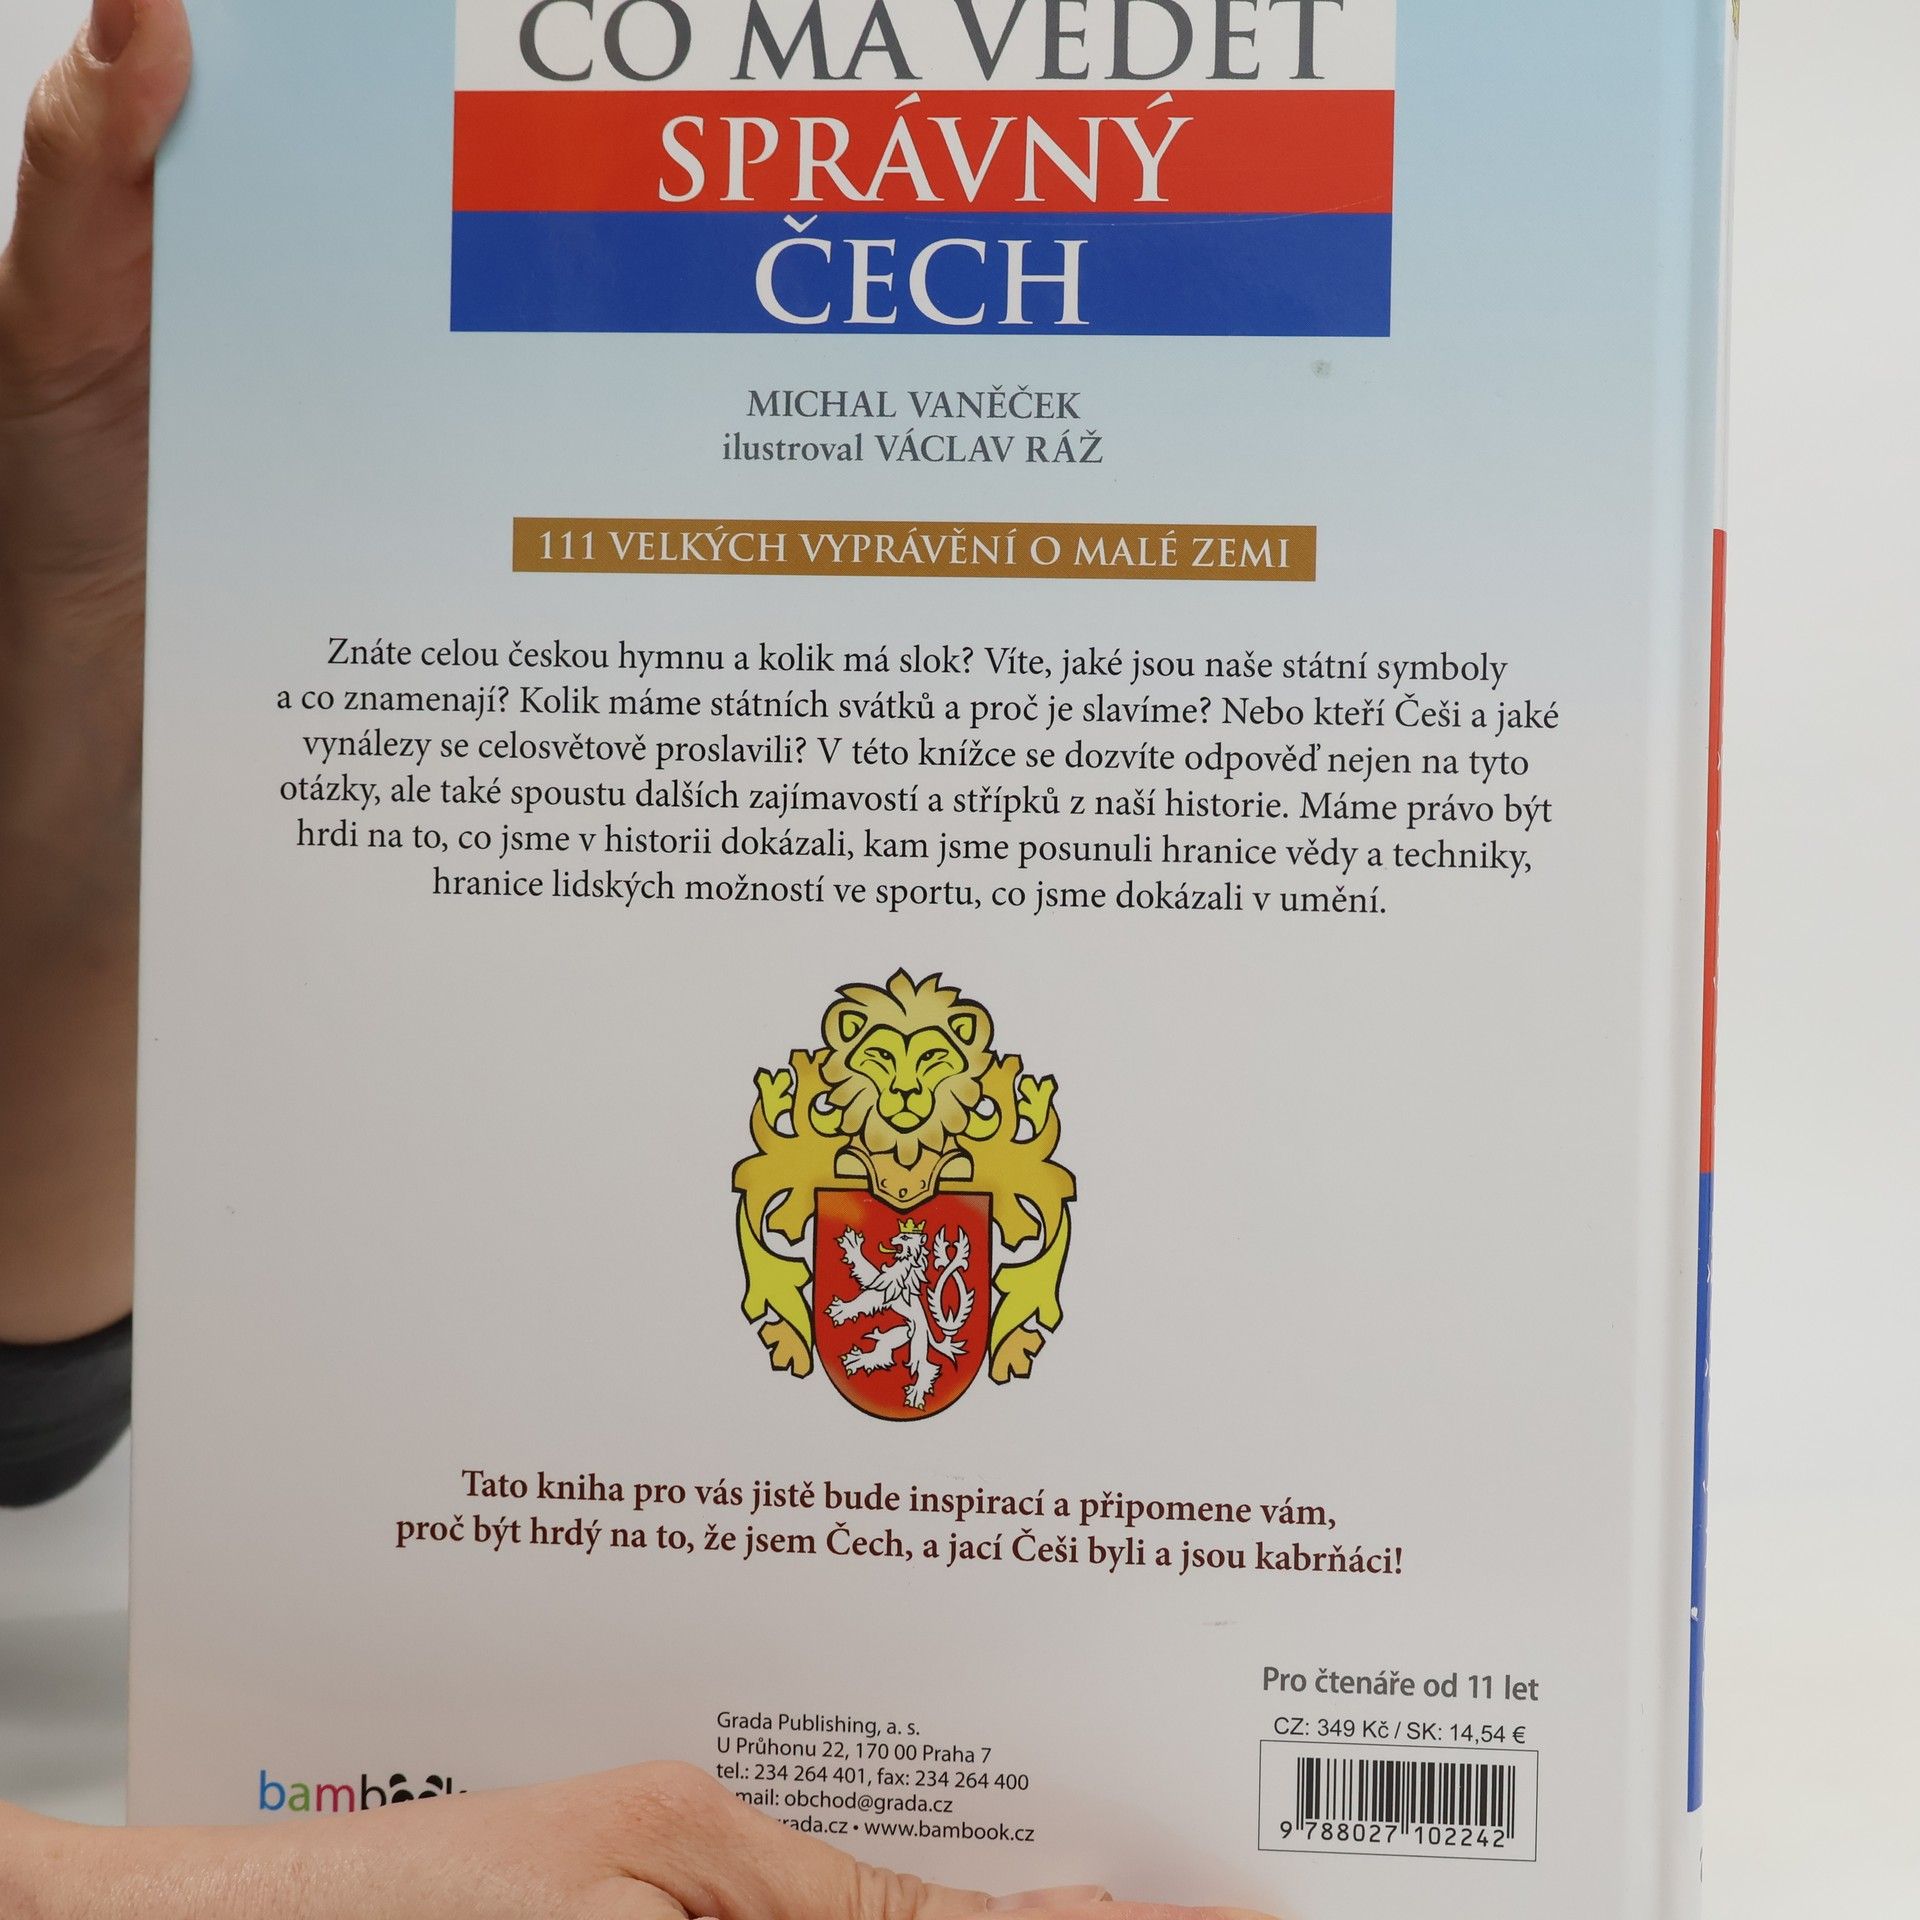 CO MÁ VĚDĚT
SPRÁVNÝ
ČECH
MICHAL VANĚČEK
ilustroval VÁCLAV RÁŽ
111 VELKÝCH VYPRÁVĚNÍ O MALÉ ZEMI
Znáte celou českou hymnu a kolik má slok? Víte, jaké jsou naše státní symboly
a co znamenají? Kolik máme státních svátků a proč je slavíme? Nebo kteří Češi a jaké
vynálezy se celosvětově proslavili? V této knížce se dozvíte odpověď nejen na tyto
otázky, ale také spoustu dalších zajímavostí a střípků z naší historie. Máme právo být
hrdi na to, co jsme v historii dokázali, kam jsme posunuli hranice vědy a techniky,
hranice lidských možností ve sportu, co jsme dokázali v umění.
Tato kniha pro vás jistě bude inspirací a připomene vám,
proč být hrdý na to, že jsem Čech, a jací Češi byli a jsou kabrňáci!
Pro čtenáře od 11 let
CZ: 349 Kč / SK: 14,54 €
9 788027 102242
Grada Publishing, a. s.
U Průhonu 22, 170 00 Praha 7
tel.: 234 264 401, fax: 234 264 400
mail: obchod@grada.cz
rada.cz • www.bambook.cz
bambook